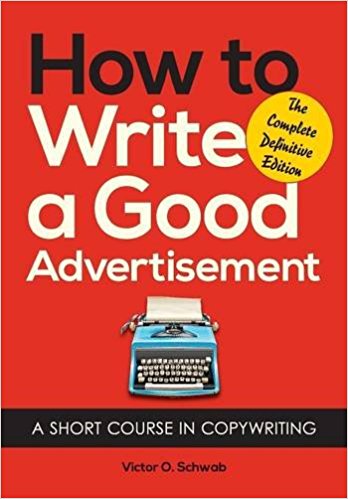 How to
Write
a Good
Advertisement
The
Complete
Definitive
Edition
A SHORT COURSE IN COPYWRITING
Victor O. Schwab